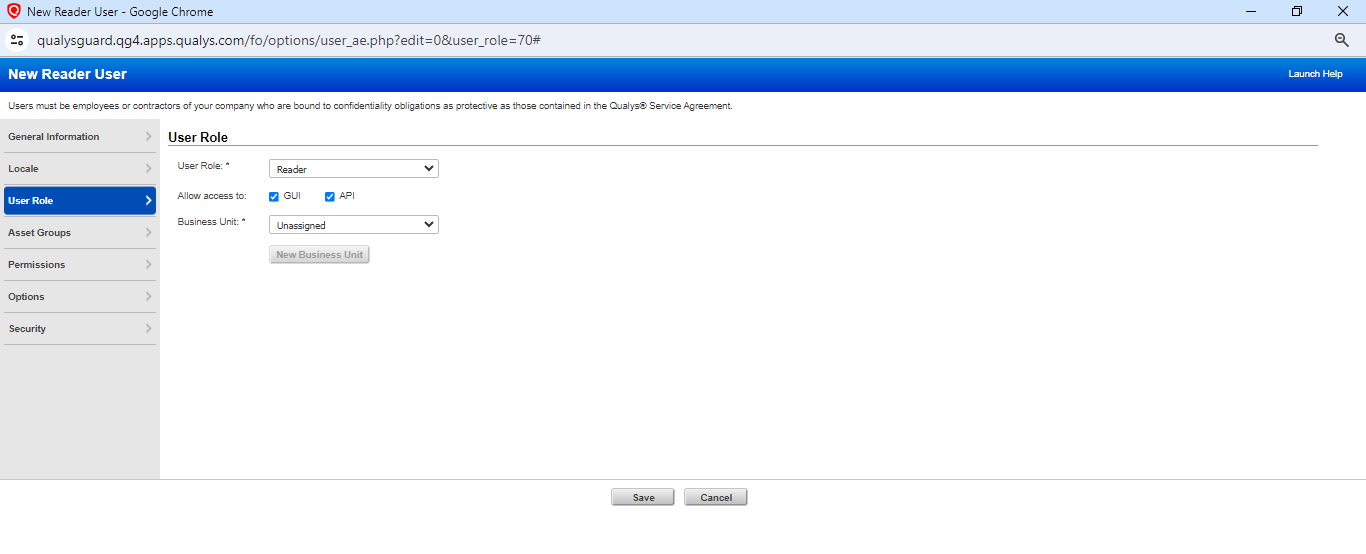 New Reader User - Google Chrome
qualysguard.qg4.apps.qualys.com/fo/options/user_ae.php?edit=0&user_role=70#
New Reader User
Launch Help
Users must be employees or contractors of your company who are bound to confidentiality obligations as protective as those contained in the Qualys® Service Agreement.
General Information
Locale
User Role
Asset Groups
Permissions
Options
Security
User Role
User Role: *
Reader
Allow access to:
GUI
API
Business Unit: *
Unassigned
New Business Unit
Save
Cancel